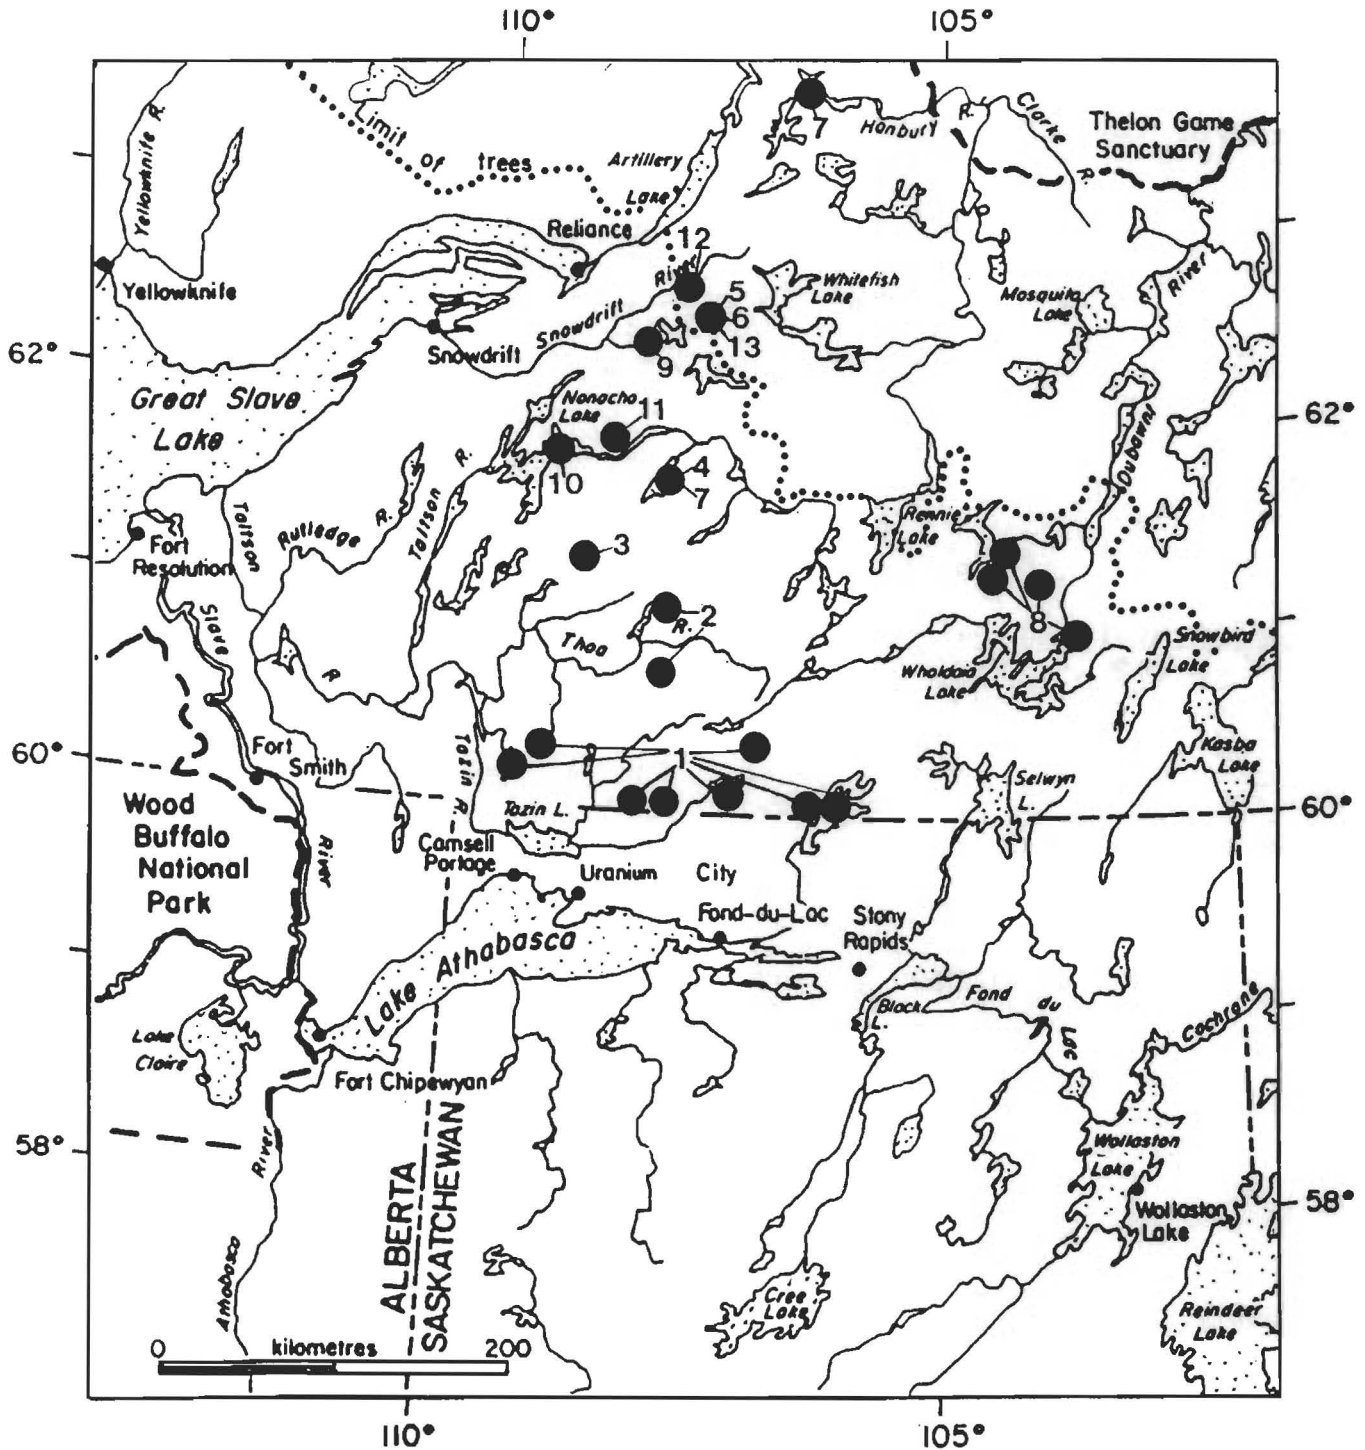 110°
105°
Yellowknife R.
Limit
of
trees
Artillery
Lake
7
Hanbury
R.
Clarke
R.
Thelon Game
Sanctuary
Reliance
12
River
Yellowknife
Snowdrift
Snowdrift
5
6
13
9
Whitefish
Lake
Mosquito
Lake
River
62°
62°
Great Slave
Lake
Nonacho
Lake
11
10
4
7
Dubawnt
Taltson
Rutledge
R.
Taltson
R.
Rennie
Lake
Fort
Resolution
3
Slave
2
R.
Thoa
8
Wholdaia
Lake
Snowbird
Lake
R.
60°
Fort
Smith
Tazin
R.
1
Selwyn
L.
Kasba
Lake
60°
Wood
Buffalo
National
Park
River
Tazin L.
Camsell
Portage
Uranium
City
Fond-du-Lac
Stony
Rapids
Lake Athabasca
Black
L.
Fond
du
Lac
Cochrane
Lake
Claire
Fort Chipewyan
58°
River
Wollaston
Lake
Wollaston
Lake
58°
Athabasca
ALBERTA
SASKATCHEWAN
Cree
Lake
Reindeer
Lake
0
kilometres
200
110°
105°